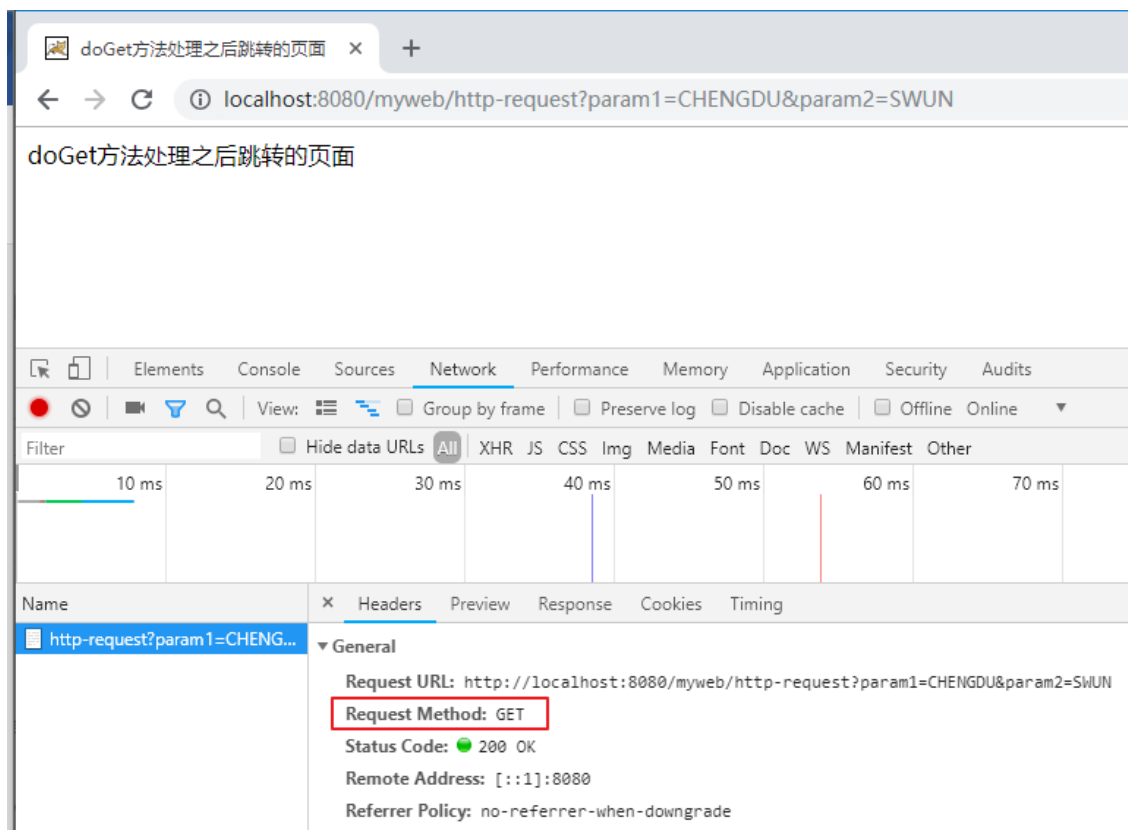 doGet方法处理之后跳转的页面
localhost:8080/myweb/http-request?param1=CHENGDU&param2=SWUN
doGet方法处理之后跳转的页面
Elements Console Sources Network Performance Memory Application Security Audits
View: Group by frame Preserve log Disable cache Offline Online
Filter Hide data URLs All XHR JS CSS Img Media Font Doc WS Manifest Other
10 ms 20 ms 30 ms 40 ms 50 ms 60 ms 70 ms
Name Headers Preview Response Cookies Timing
http-request?param1=CHENG... General
Request URL: http://localhost:8080/myweb/http-request?param1=CHENGDU&param2=SWUN
Request Method: GET
Status Code: 200 OK
Remote Address: [::1]:8080
Referrer Policy: no-referrer-when-downgrade